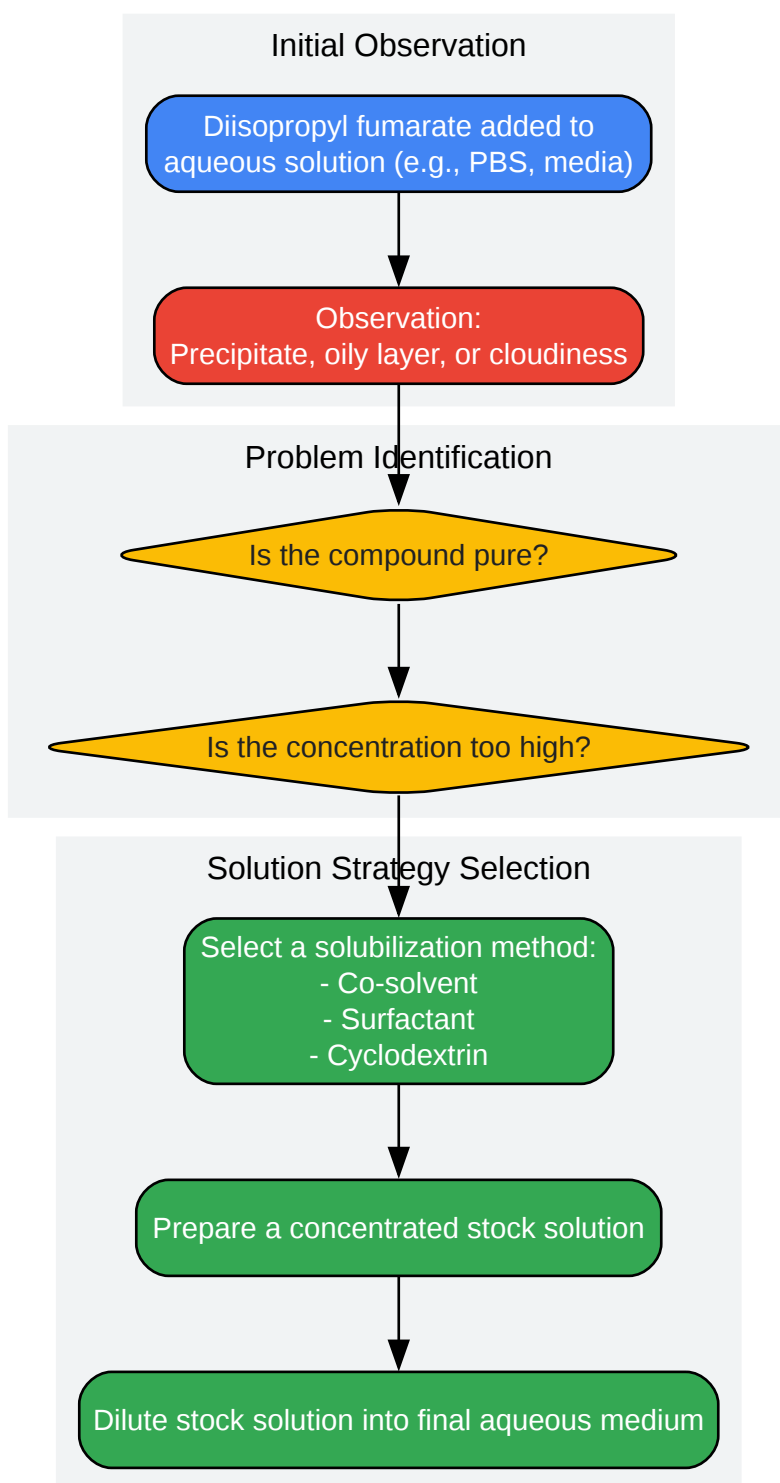 Initial Observation
Diisopropyl fumarate added to
aqueous solution (e.g., PBS, media)
Observation:
Precipitate, oily layer, or cloudiness
Problem Identification
Is the compound pure?
Is the concentration too high?
Solution Strategy Selection
Select a solubilization method:
- Co-solvent
- Surfactant
- Cyclodextrin
Prepare a concentrated stock solution
Dilute stock solution into final aqueous medium